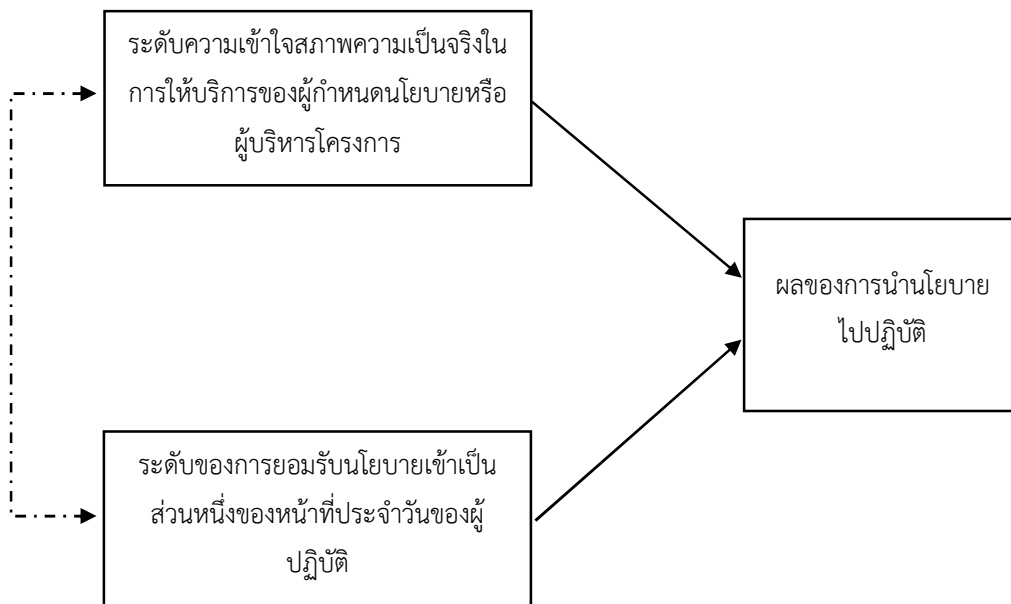 ระดับความเข้าใจสภาพความเป็นจริงใน
การให้บริการของผู้กำหนดนโยบายหรือ
ผู้บริหารโครงการ
ผลของการนำนโยบาย
ไปปฏิบัติ
ระดับของการยอมรับนโยบายเข้าเป็น
ส่วนหนึ่งของหน้าที่ประจำวันของผู้
ปฏิบัติ